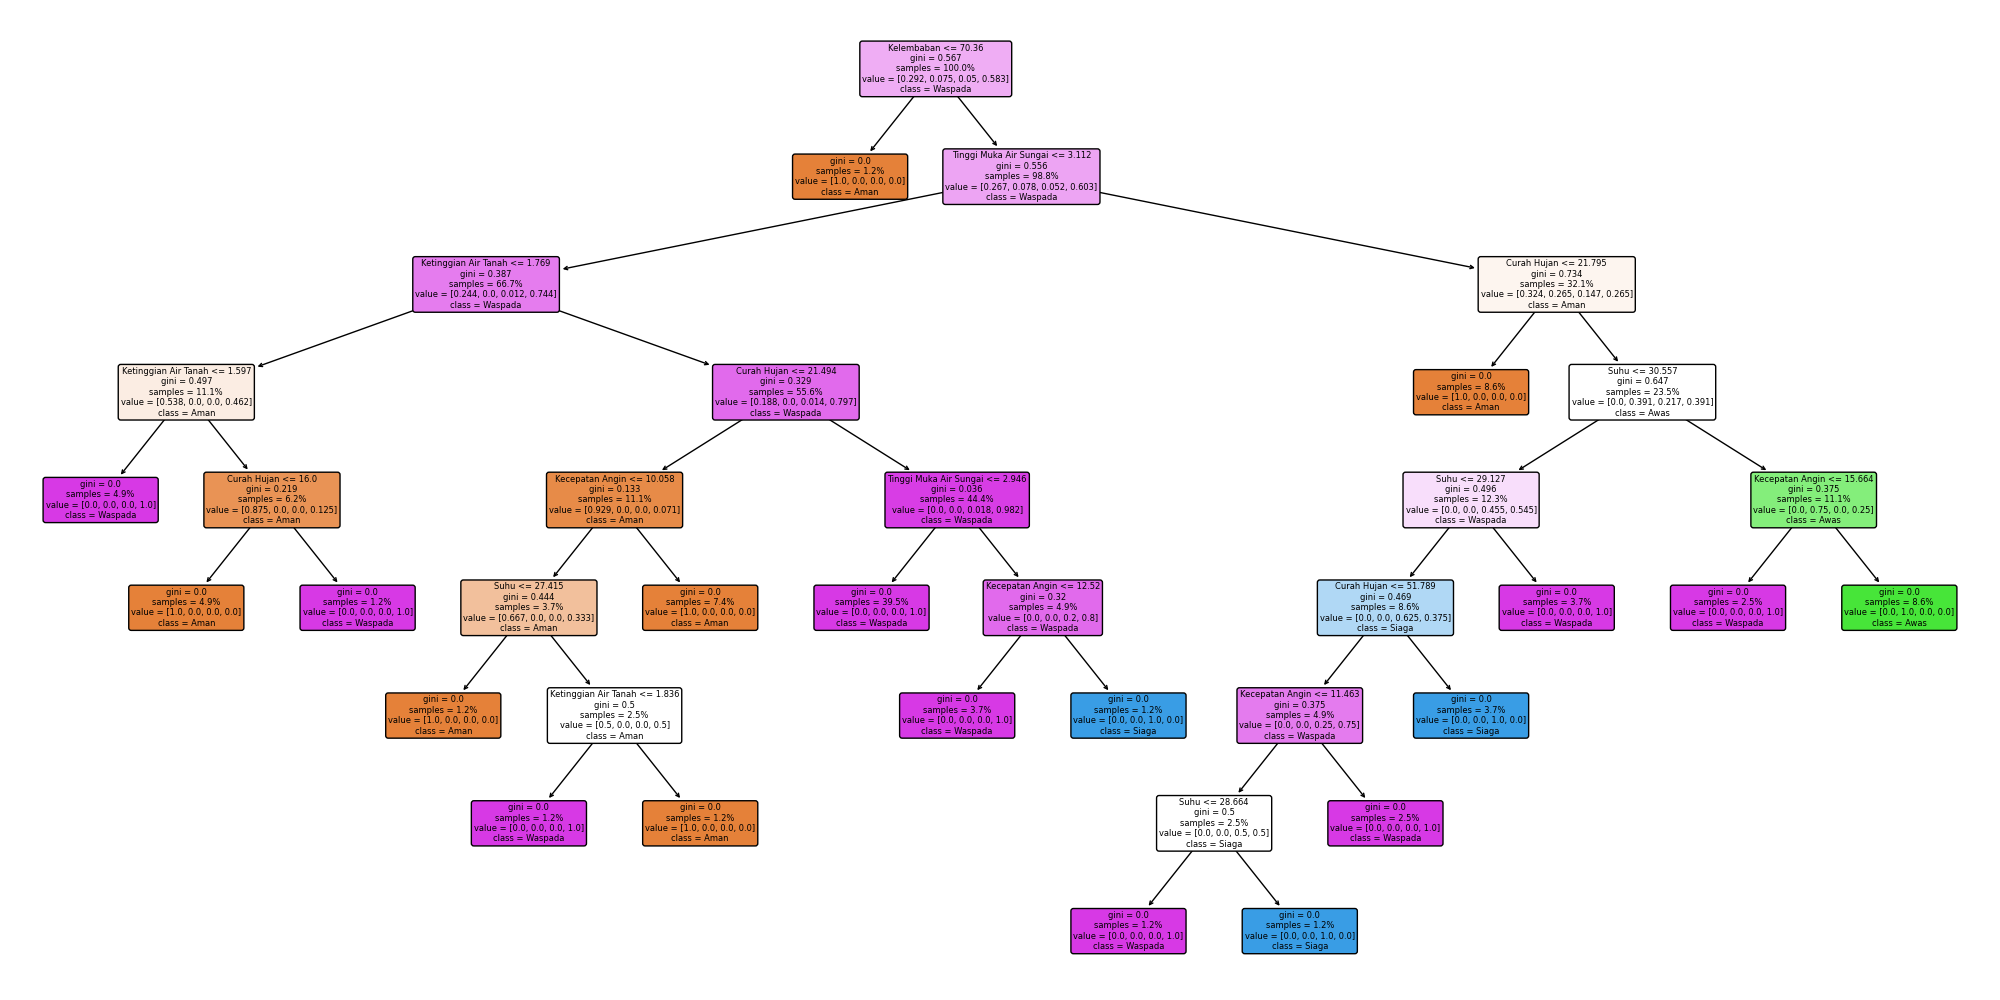 Kelembaban <= 70.36
gini = 0.567
samples = 100.0%
value = [0.292, 0.075, 0.05, 0.583]
class = Waspada
gini = 0.0
samples = 1.2%
value = [1.0, 0.0, 0.0, 0.0]
class = Aman
Tinggi Muka Air Sungai <= 3.112
gini = 0.556
samples = 98.8%
value = [0.267, 0.078, 0.052, 0.603]
class = Waspada
Ketinggian Air Tanah <= 1.769
gini = 0.387
samples = 66.7%
value = [0.244, 0.0, 0.012, 0.744]
class = Waspada
Curah Hujan <= 21.795
gini = 0.734
samples = 32.1%
value = [0.324, 0.265, 0.147, 0.265]
class = Aman
Ketinggian Air Tanah <= 1.597
gini = 0.497
samples = 11.1%
value = [0.538, 0.0, 0.0, 0.462]
class = Aman
Curah Hujan <= 21.494
gini = 0.329
samples = 55.6%
value = [0.188, 0.0, 0.014, 0.797]
class = Waspada
gini = 0.0
samples = 8.6%
value = [1.0, 0.0, 0.0, 0.0]
class = Aman
Suhu <= 30.557
gini = 0.647
samples = 23.5%
value = [0.0, 0.391, 0.217, 0.391]
class = Awas
gini = 0.0
samples = 4.9%
value = [0.0, 0.0, 0.0, 1.0]
class = Waspada
Curah Hujan <= 16.0
gini = 0.219
samples = 6.2%
value = [0.875, 0.0, 0.0, 0.125]
class = Aman
Kecepatan Angin <= 10.058
gini = 0.133
samples = 11.1%
value = [0.929, 0.0, 0.0, 0.071]
class = Aman
Tinggi Muka Air Sungai <= 2.946
gini = 0.036
samples = 44.4%
value = [0.0, 0.0, 0.018, 0.982]
class = Waspada
Suhu <= 29.127
gini = 0.496
samples = 12.3%
value = [0.0, 0.0, 0.455, 0.545]
class = Waspada
Kecepatan Angin <= 15.664
gini = 0.375
samples = 11.1%
value = [0.0, 0.75, 0.0, 0.25]
class = Awas
gini = 0.0
samples = 4.9%
value = [1.0, 0.0, 0.0, 0.0]
class = Aman
gini = 0.0
samples = 1.2%
value = [0.0, 0.0, 0.0, 1.0]
class = Waspada
Suhu <= 27.415
gini = 0.444
samples = 3.7%
value = [0.667, 0.0, 0.0, 0.333]
class = Aman
gini = 0.0
samples = 7.4%
value = [1.0, 0.0, 0.0, 0.0]
class = Aman
gini = 0.0
samples = 39.5%
value = [0.0, 0.0, 0.0, 1.0]
class = Waspada
Kecepatan Angin <= 12.52
gini = 0.32
samples = 4.9%
value = [0.0, 0.0, 0.2, 0.8]
class = Waspada
Curah Hujan <= 51.789
gini = 0.469
samples = 8.6%
value = [0.0, 0.0, 0.625, 0.375]
class = Siaga
gini = 0.0
samples = 3.7%
value = [0.0, 0.0, 0.0, 1.0]
class = Waspada
gini = 0.0
samples = 2.5%
value = [0.0, 0.0, 0.0, 1.0]
class = Waspada
gini = 0.0
samples = 8.6%
value = [0.0, 1.0, 0.0, 0.0]
class = Awas
gini = 0.0
samples = 1.2%
value = [1.0, 0.0, 0.0, 0.0]
class = Aman
Ketinggian Air Tanah <= 1.836
gini = 0.5
samples = 2.5%
value = [0.5, 0.0, 0.0, 0.5]
class = Aman
gini = 0.0
samples = 3.7%
value = [0.0, 0.0, 0.0, 1.0]
class = Waspada
gini = 0.0
samples = 1.2%
value = [0.0, 0.0, 1.0, 0.0]
class = Siaga
Kecepatan Angin <= 11.463
gini = 0.375
samples = 4.9%
value = [0.0, 0.0, 0.25, 0.75]
class = Waspada
gini = 0.0
samples = 3.7%
value = [0.0, 0.0, 1.0, 0.0]
class = Siaga
gini = 0.0
samples = 1.2%
value = [0.0, 0.0, 0.0, 1.0]
class = Waspada
gini = 0.0
samples = 1.2%
value = [1.0, 0.0, 0.0, 0.0]
class = Aman
Suhu <= 28.664
gini = 0.5
samples = 2.5%
value = [0.0, 0.0, 0.5, 0.5]
class = Siaga
gini = 0.0
samples = 2.5%
value = [0.0, 0.0, 0.0, 1.0]
class = Waspada
gini = 0.0
samples = 1.2%
value = [0.0, 0.0, 0.0, 1.0]
class = Waspada
gini = 0.0
samples = 1.2%
value = [0.0, 0.0, 1.0, 0.0]
class = Siaga